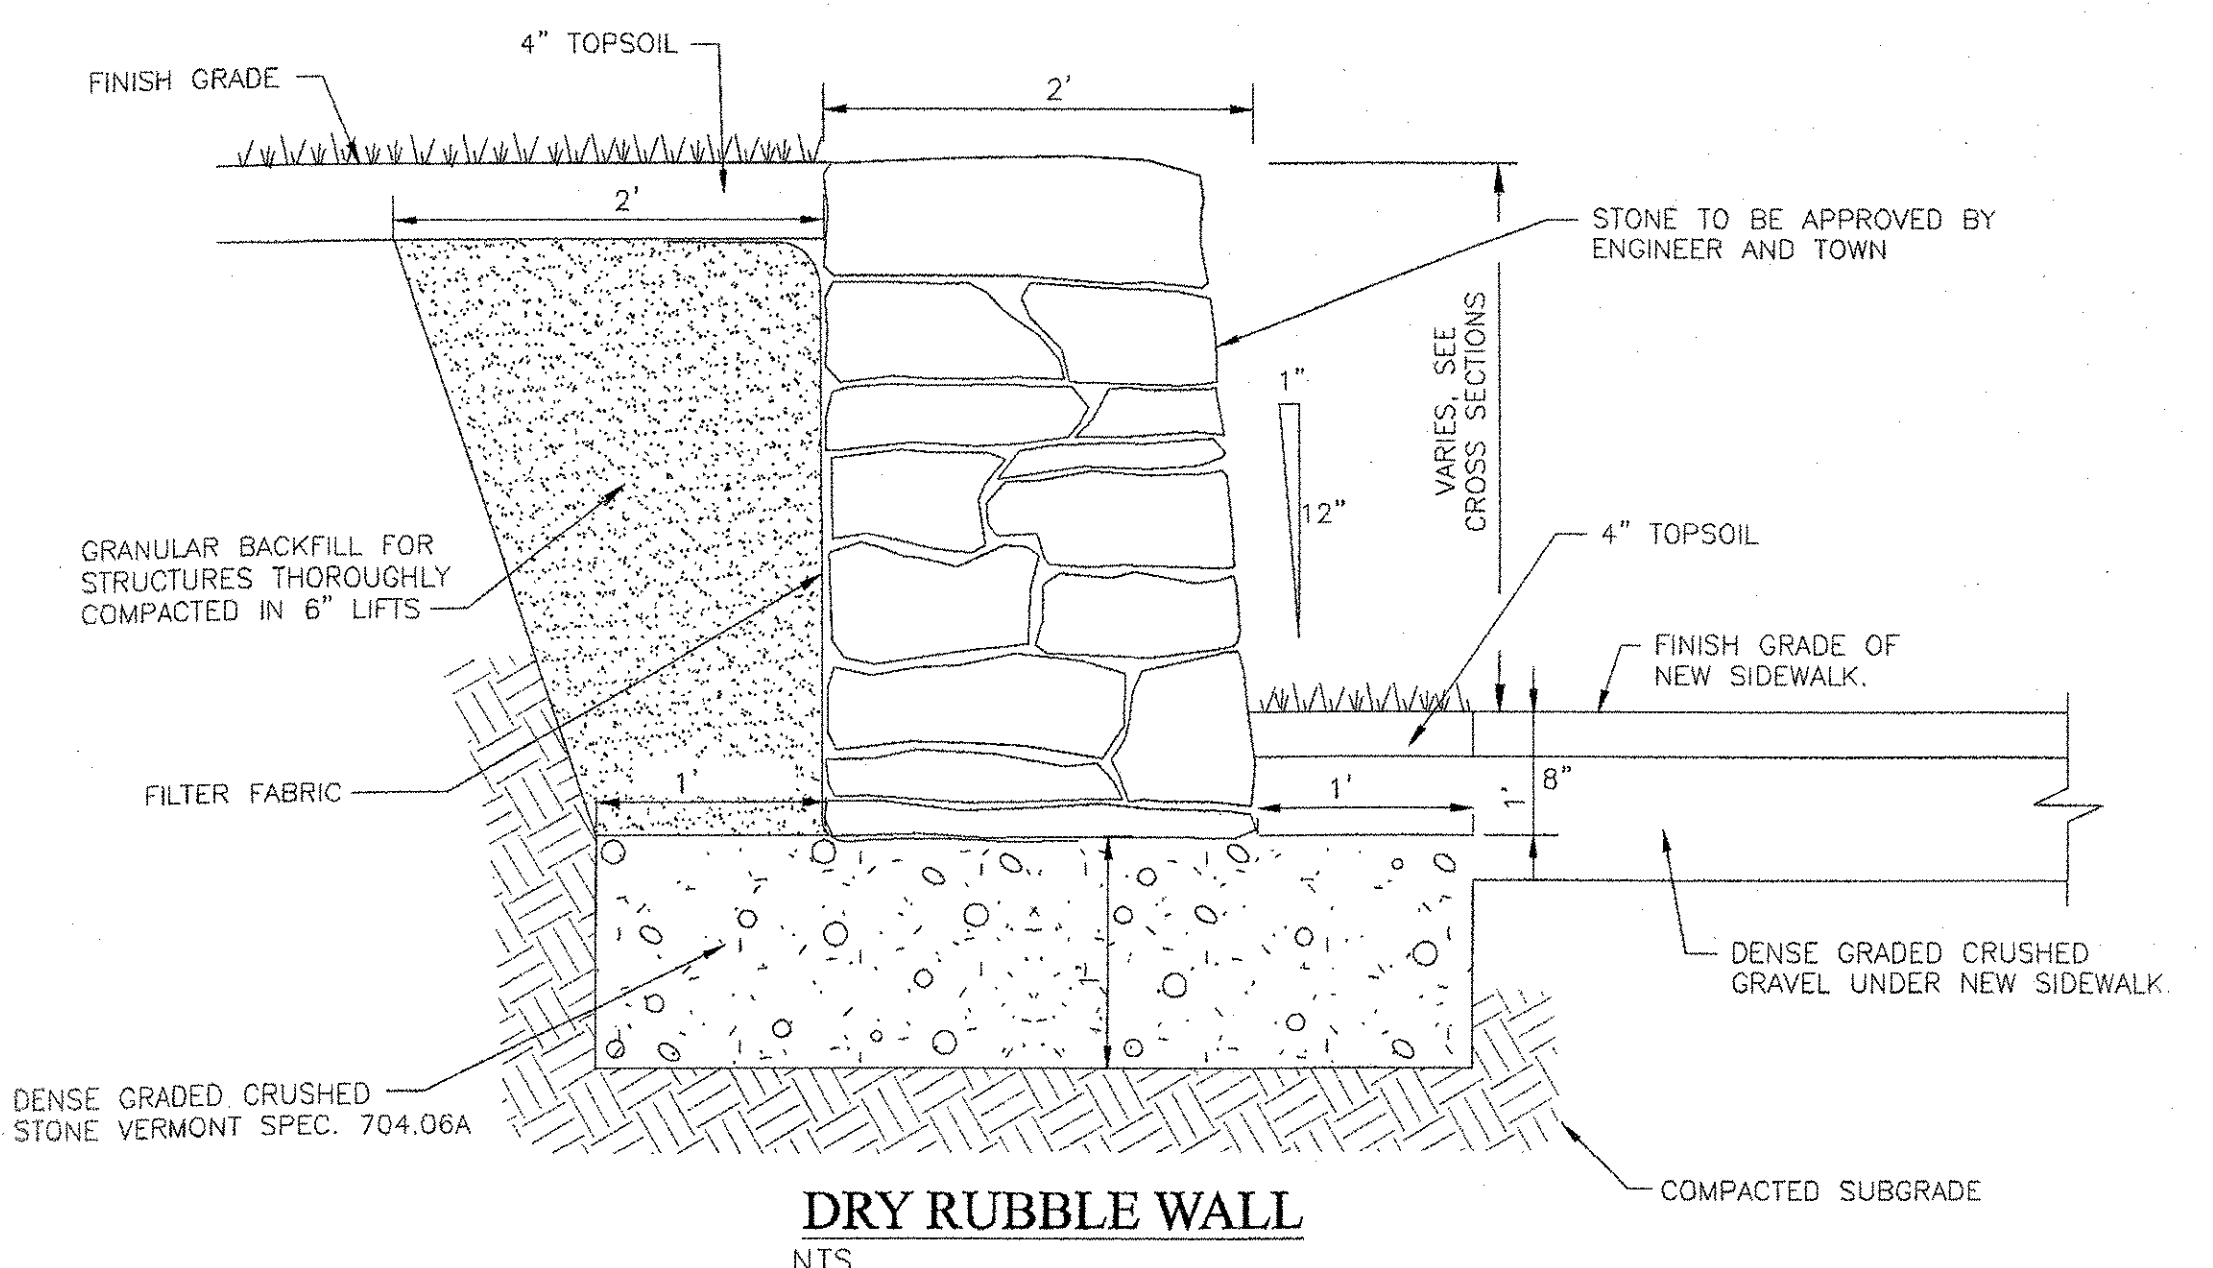 4" TOPSOIL
FINISH GRADE
2'
2'
STONE TO BE APPROVED BY
ENGINEER AND TOWN
VARIES, SEE
CROSS SECTIONS
1"
12"
4" TOPSOIL
GRANULAR BACKFILL FOR
STRUCTURES THOROUGHLY
COMPACTED IN 6" LIFTS
FINISH GRADE OF
NEW SIDEWALK.
FILTER FABRIC
1'
1'
1'
8"
1'
DENSE GRADED CRUSHED
GRAVEL UNDER NEW SIDEWALK.
DENSE GRADED CRUSHED
STONE VERMONT SPEC. 704.06A
COMPACTED SUBGRADE
DRY RUBBLE WALL
NTS